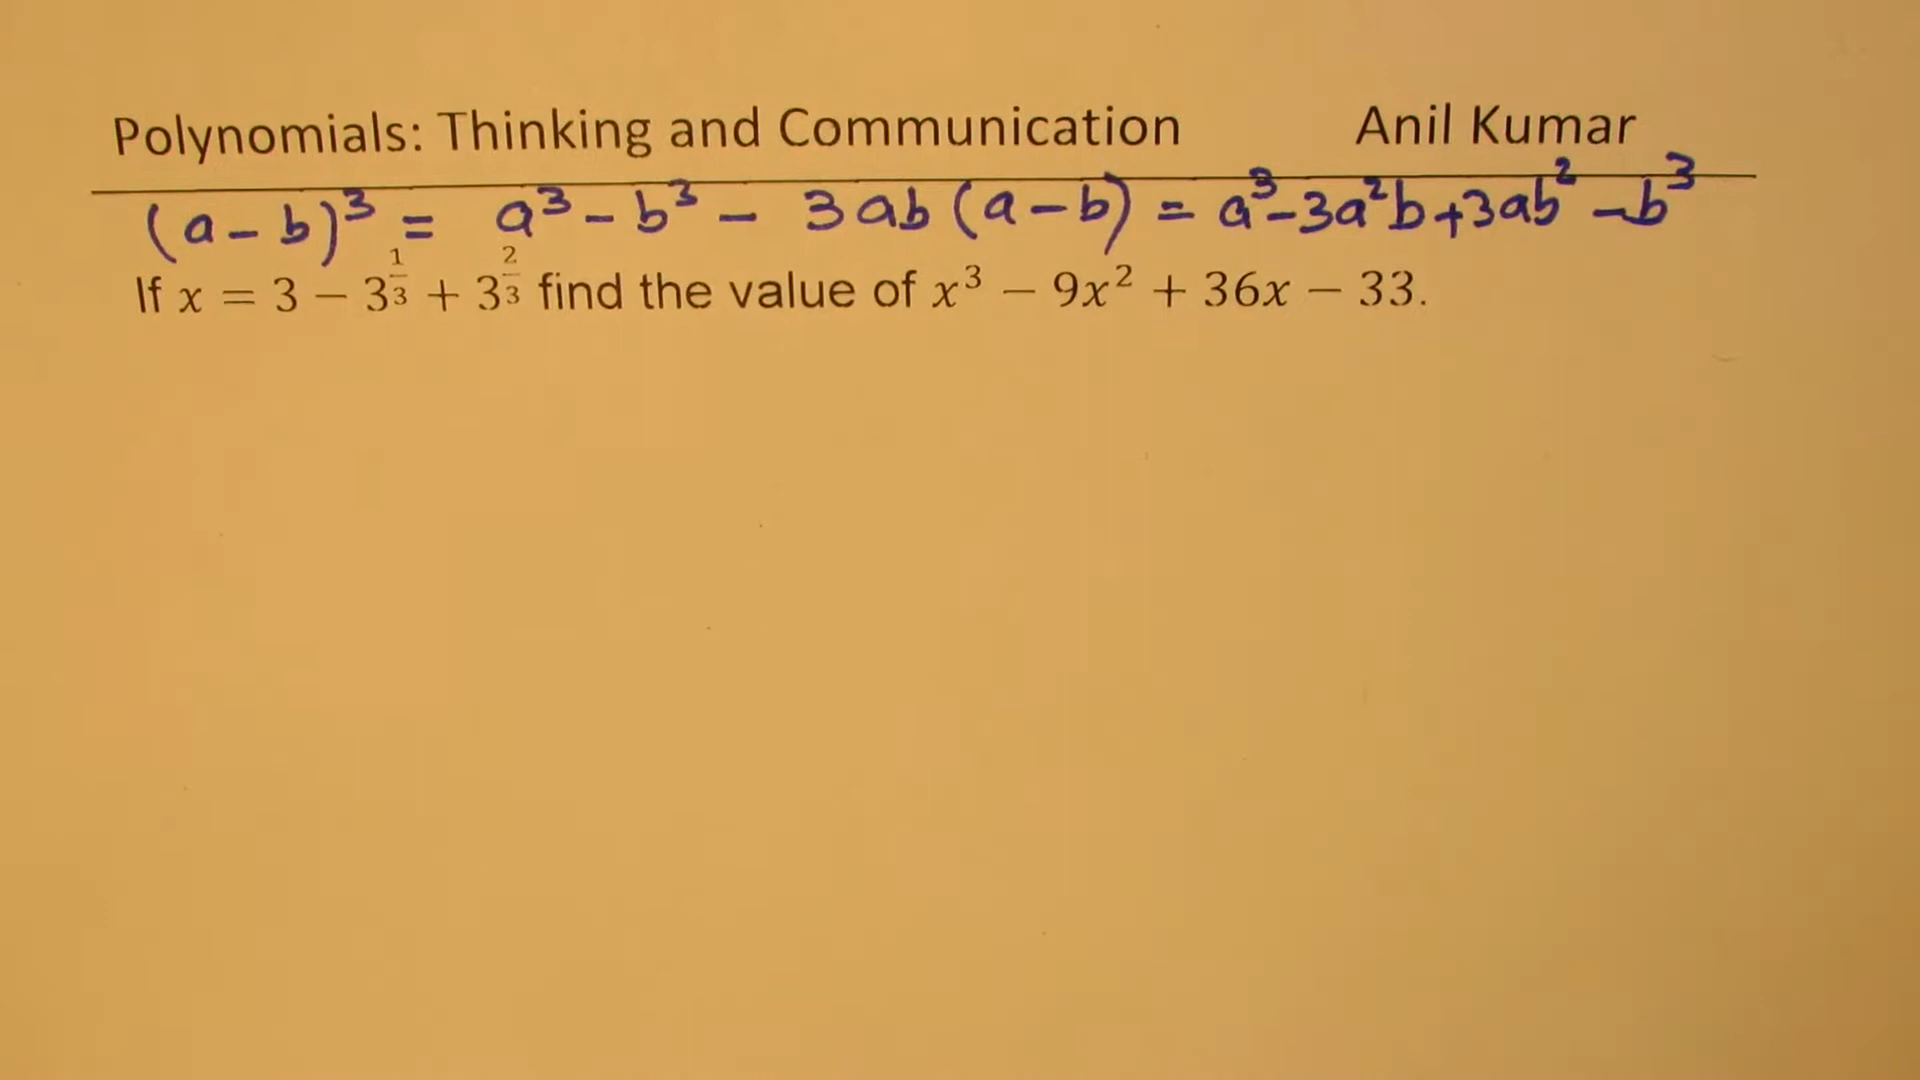 Polynomials: Thinking and Communication Anil Kumar
(a - b)³ = a³ - b³ - 3ab(a - b) = a³ - 3a²b + 3ab² - b³
If x = 3 − 3^(1/3) + 3^(2/3) find the value of x³ − 9x² + 36x − 33.